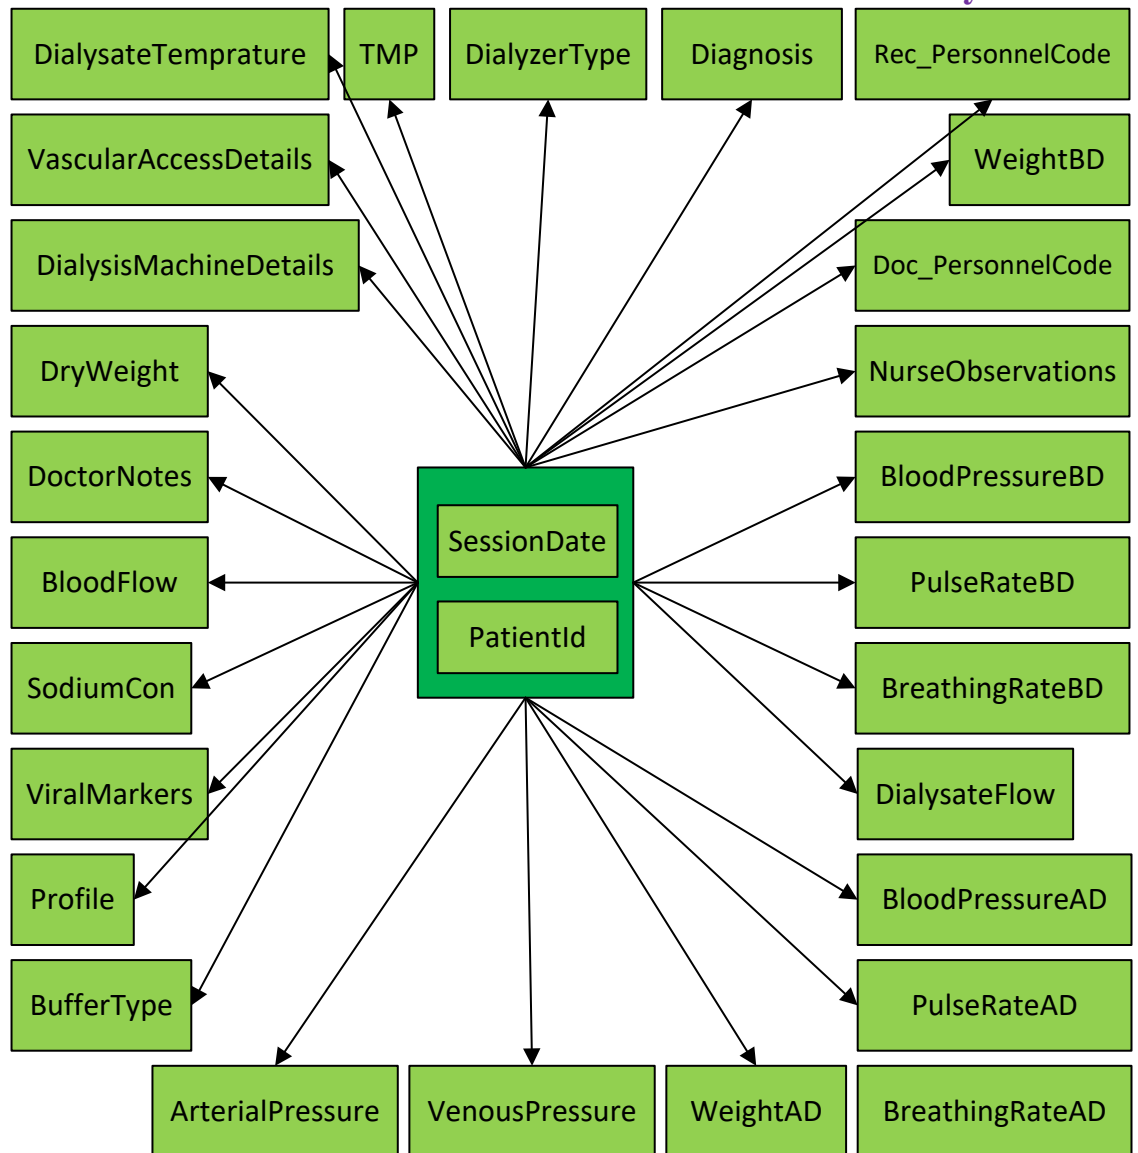 DialysateTemprature
TMP
DialyzerType
Diagnosis
Rec_PersonnelCode
VascularAccessDetails
WeightBD
DialysisMachineDetails
Doc_PersonnelCode
DryWeight
NurseObservations
DoctorNotes
BloodPressureBD
SessionDate
BloodFlow
PulseRateBD
PatientId
SodiumCon
BreathingRateBD
ViralMarkers
DialysateFlow
Profile
BloodPressureAD
BufferType
PulseRateAD
ArterialPressure
VenousPressure
WeightAD
BreathingRateAD